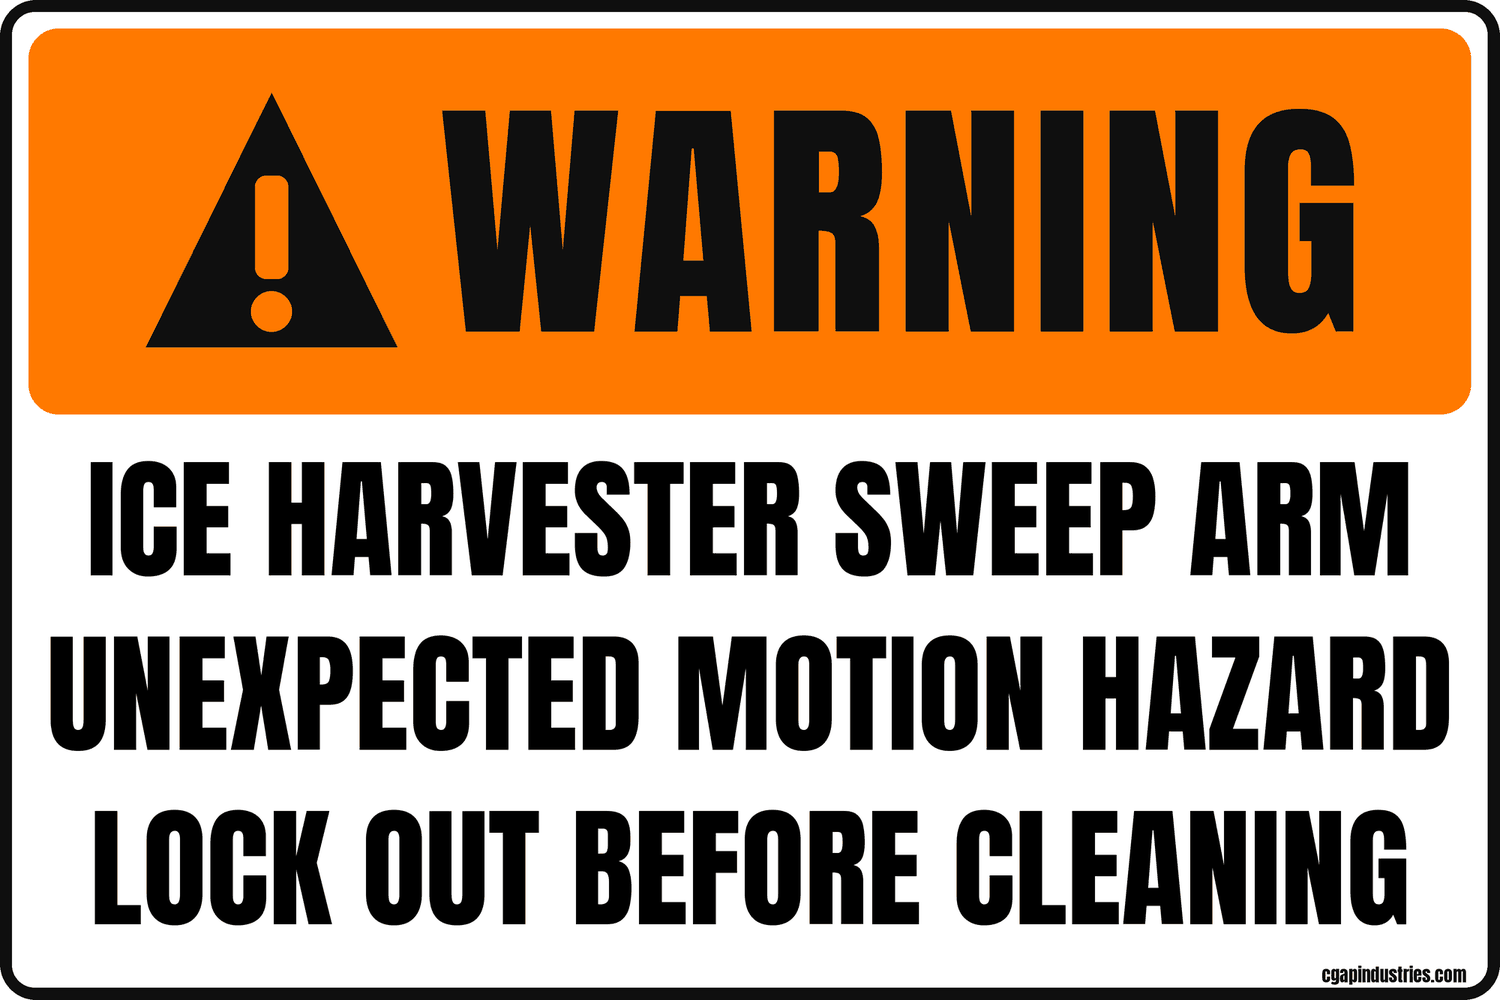 WARNING
ICE HARVESTER SWEEP ARM
UNEXPECTED MOTION HAZARD
LOCK OUT BEFORE CLEANING
cgapindustries.com